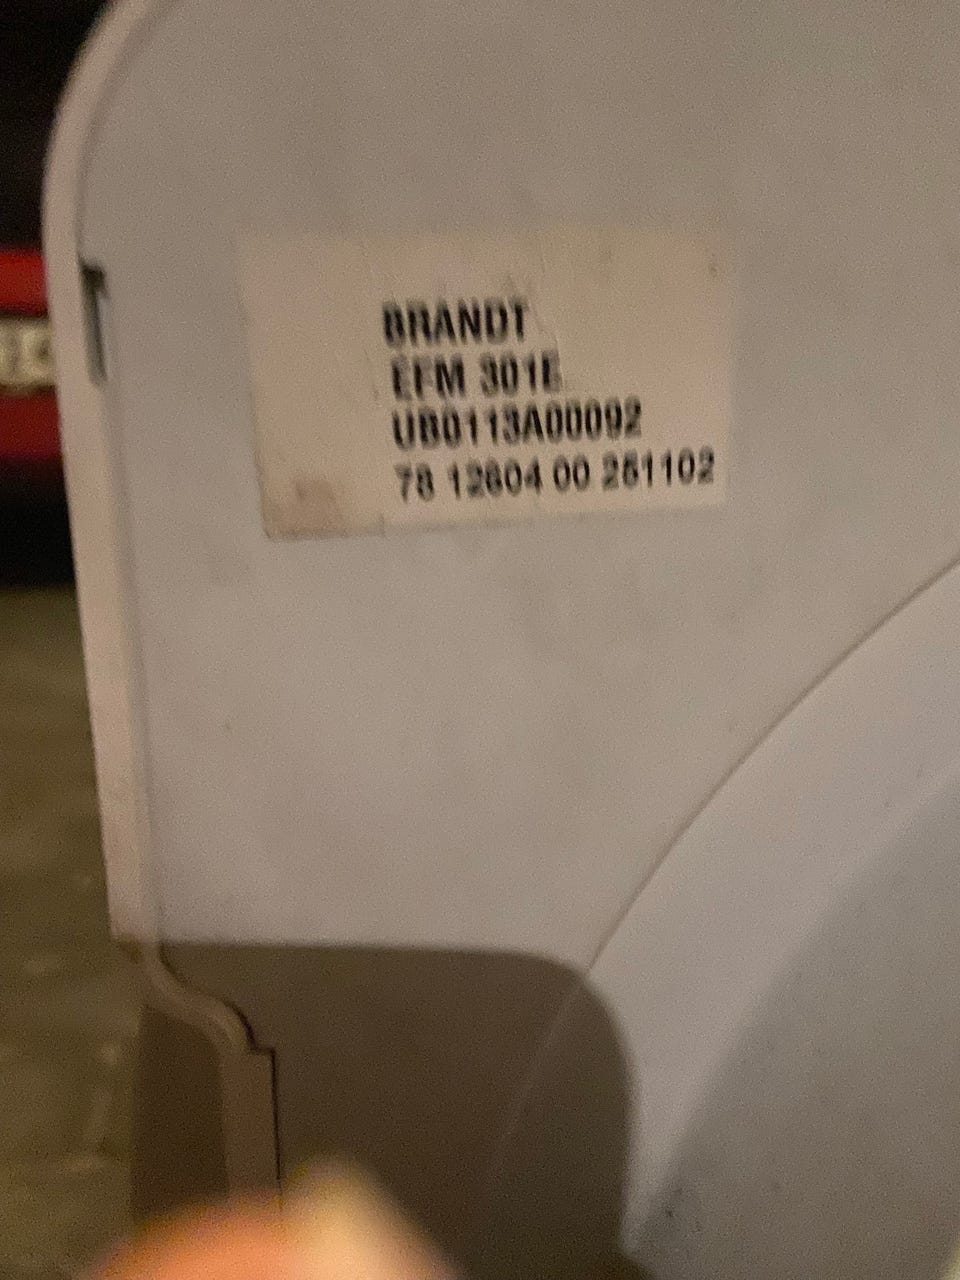 BRANDT
EFM 301E
UB0113A00092
78 12604 00 251102